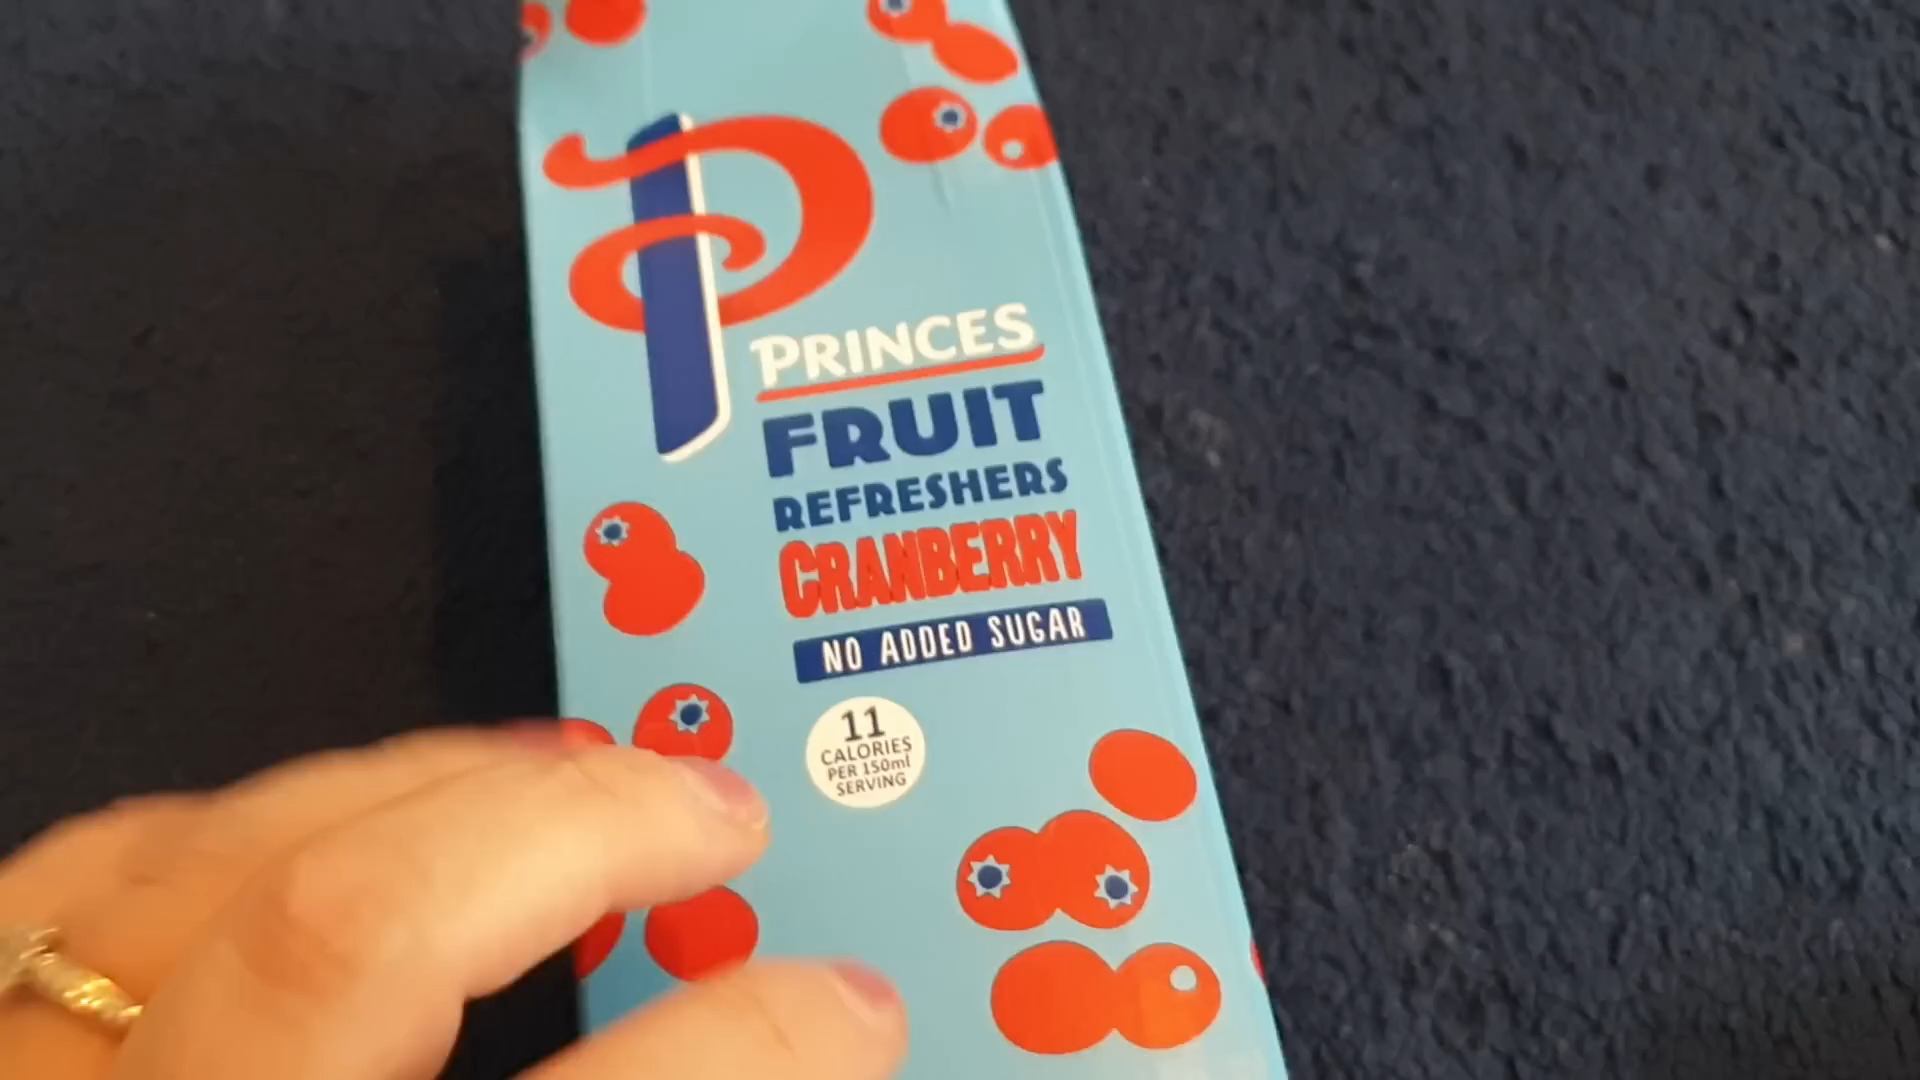 P
PRINCES
FRUIT
REFRESHERS
CRANBERRY
NO ADDED SUGAR
11
CALORIES
PER 150ml
SERVING